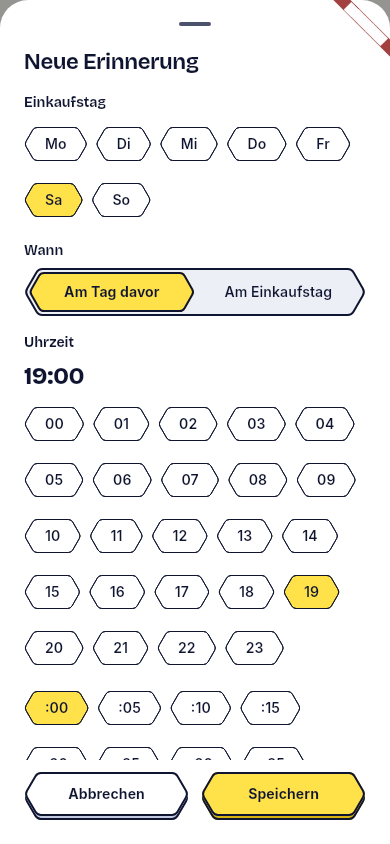 Neue Erinnerung
Einkaufstag
Mo Di Mi Do Fr
Sa So
Wann
Am Tag davor Am Einkaufstag
Uhrzeit
19:00
00 01 02 03 04
05 06 07 08 09
10 11 12 13 14
15 16 17 18 19
20 21 22 23
:00 :05 :10 :15
Abbrechen Speichern